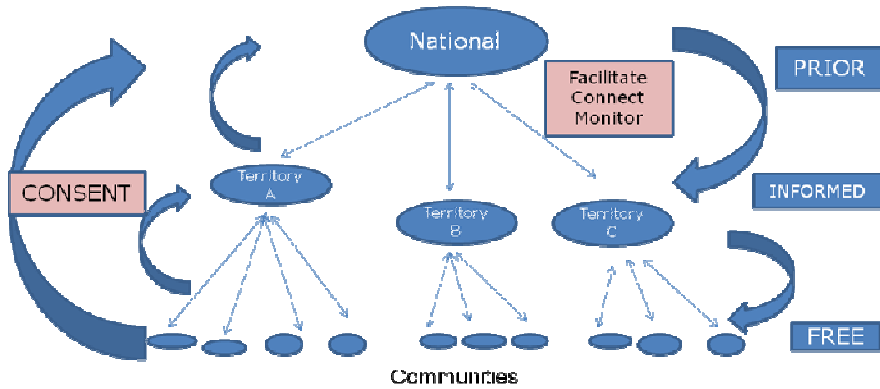 National
Facilitate
Connect
Monitor
PRIOR
CONSENT
Territory
A
INFORMED
Territory
B
Territory
C
FREE
Communities